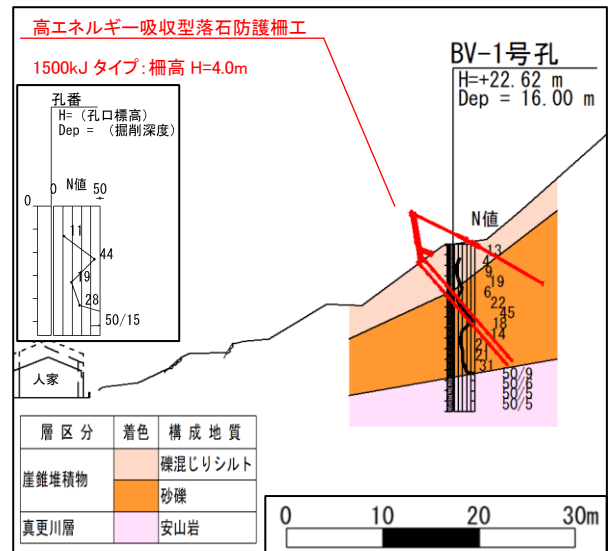 高エネルギー吸収型落石防護柵工
1500kJ タイプ：柵高 H=4.0m
BV-1号孔
H=+22.62 m
Dep = 16.00 m
孔番
H=（孔口標高）
Dep =（掘削深度）
N値
0
0
50
11
44
19
28
50/15
N値
13
4
9
19
6
22
45
18
14
21
21
31
50/9
50/6
50/5
50/5
人家
層区分 着色 構成地質
崖錐堆積物 礫混じりシルト
砂礫
真更川層 安山岩
0 10 20 30m